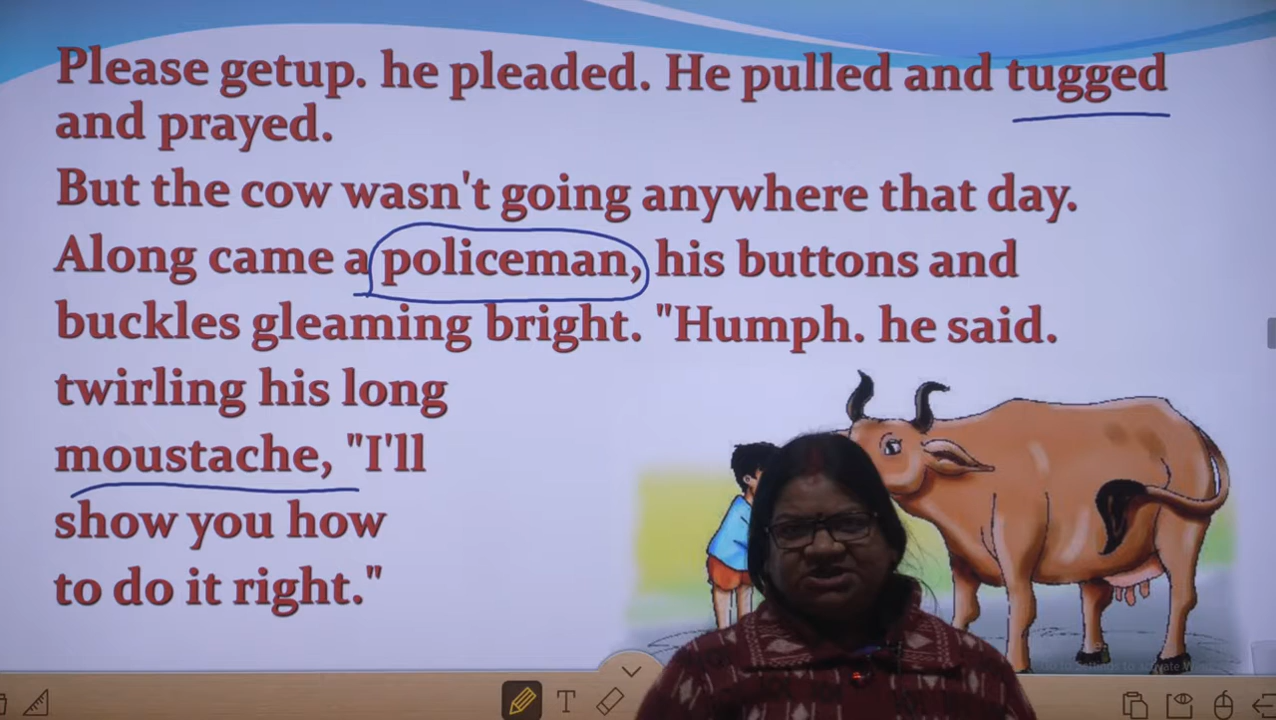 Please getup. he pleaded. He pulled and tugged
and prayed.
But the cow wasn't going anywhere that day.
Along came a policeman, his buttons and
buckles gleaming bright. "Humph. he said.
twirling his long
moustache, "I'll
show you how
to do it right."
T